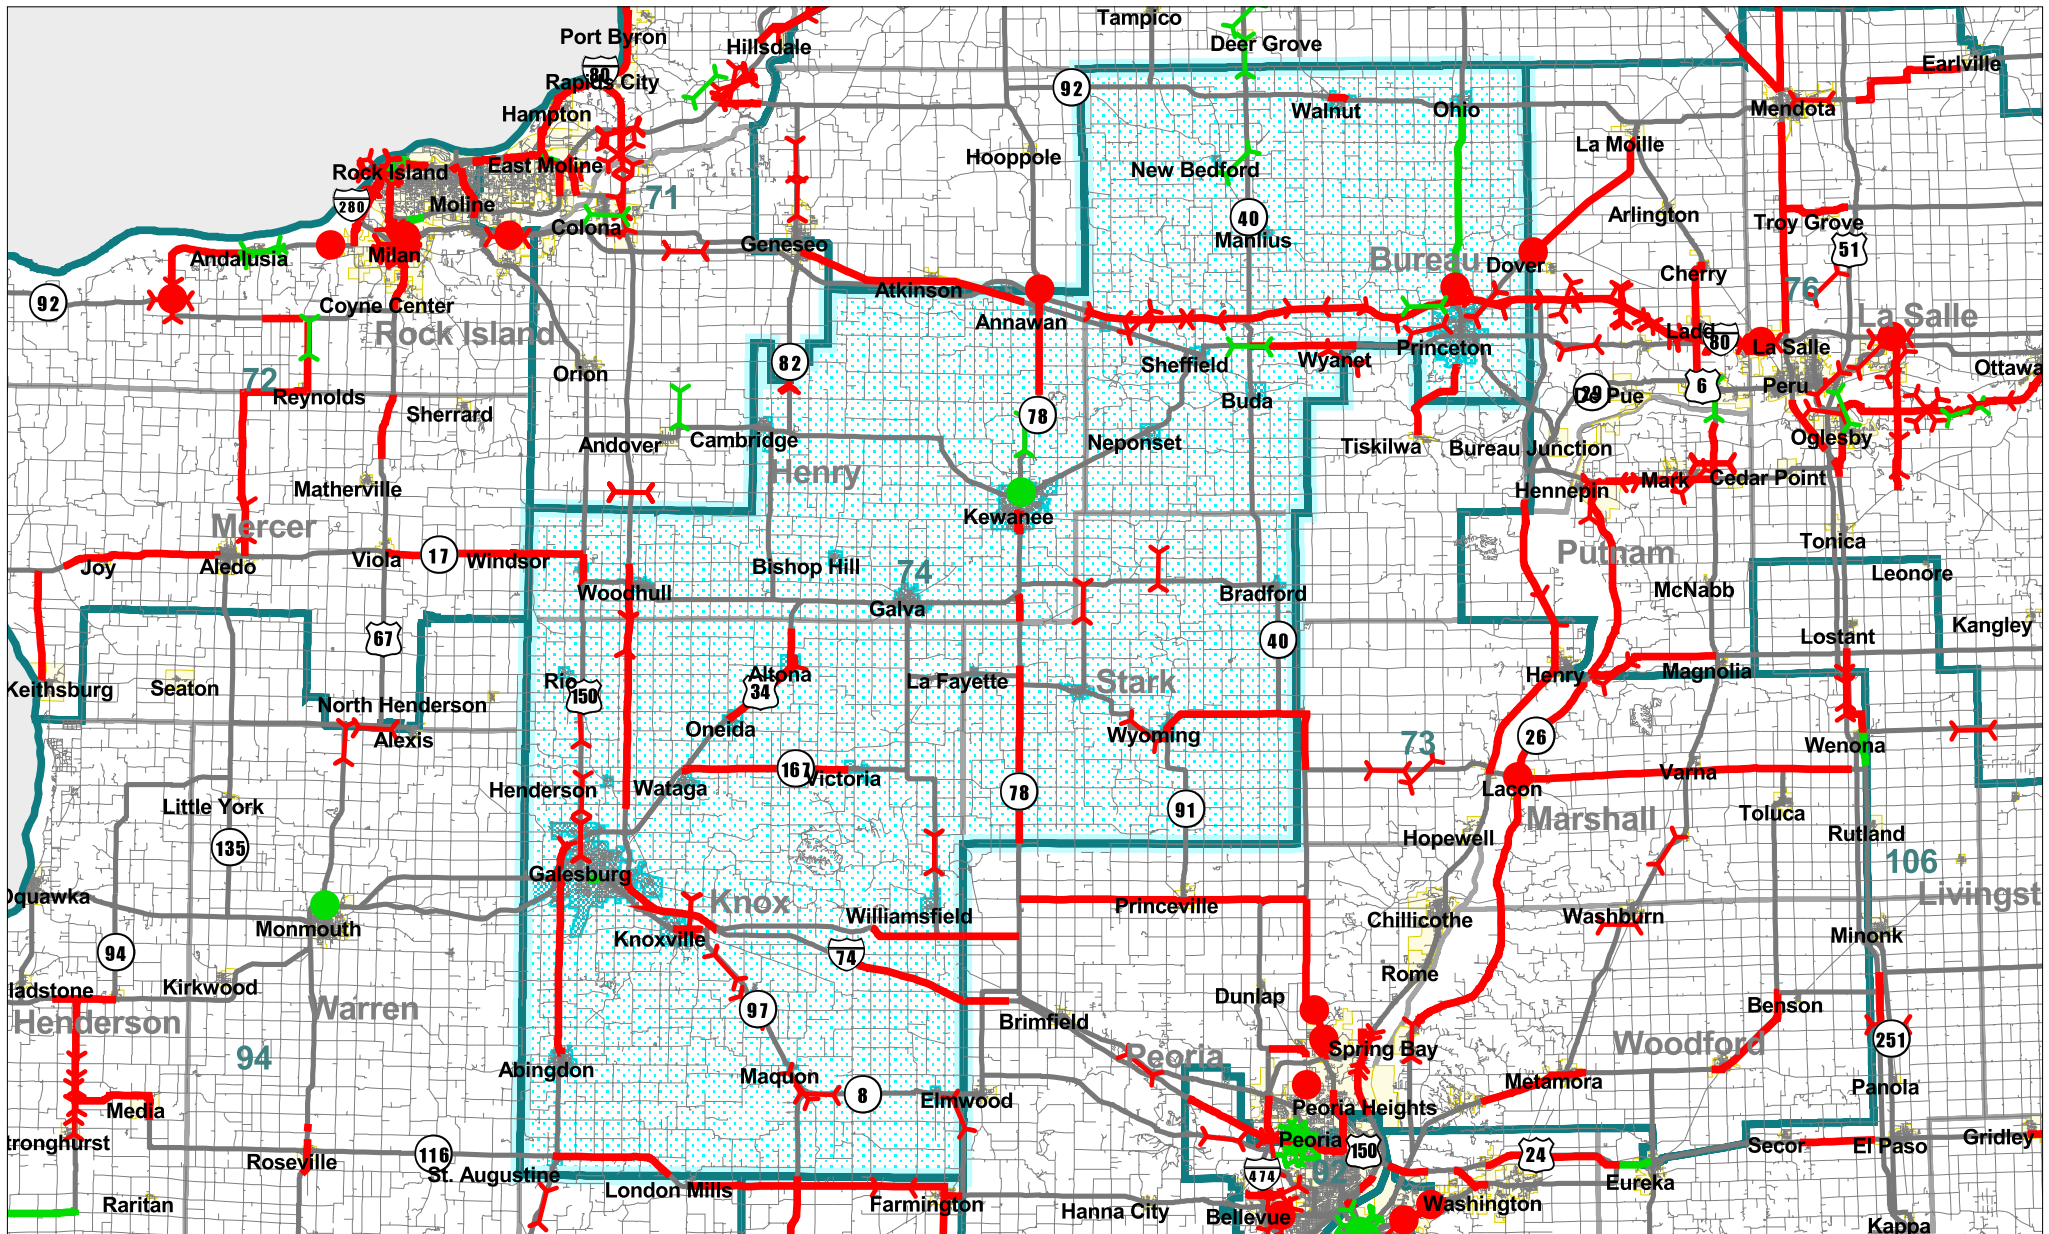 Tampico
Port Byron
Hillsdale
Deer Grove
Earlville
80
Rapids City
92
Walnut
Ohio
Mendota
Hampton
La Moille
Hooppole
East Moline
Rock Island
New Bedford
71
280
Moline
40
Arlington
Colona
Troy Grove
Geneseo
Manlius
51
Andalusia
Milan
Bureau
Dover
Cherry
Atkinson
76
92
Coyne Center
Annawan
La Salle
Rock Island
Ladd
80
Sheffield
Wyanet
Princeton
La Salle
82
Orion
Ottawa
72
6
Peru
Reynolds
29
De Pue
Buda
Sherrard
78
Andover
Cambridge
Neponset
Tiskilwa
Bureau Junction
Oglesby
Henry
Matherville
Hennepin
Mark
Cedar Point
Kewanee
Mercer
Tonica
17
Putnam
Joy
Aledo
Viola
Windsor
Bishop Hill
74
Leonore
Woodhull
Bradford
McNabb
Galva
67
40
Lostant
Kangley
Keithsburg
Seaton
Rio
Altona
La Fayette
Stark
Henry
Magnolia
150
34
North Henderson
Oneida
Alexis
Wyoming
73
26
Wenona
167
Victoria
Varna
Henderson
Wataga
78
Lacon
Little York
91
Toluca
Marshall
Hopewell
Rutland
135
106
Galesburg
Livingst
Oquawka
Knox
Princeville
Williamsfield
Chillicothe
Washburn
Monmouth
Knoxville
Minonk
94
74
Rome
Kirkwood
ladstone
Dunlap
Benson
Warren
97
Henderson
Brimfield
251
Spring Bay
Woodford
94
Peoria
Abingdon
Maquon
Metamora
Panola
8
Elmwood
Media
Peoria Heights
tronghurst
Peoria
Secor
El Paso
Gridley
116
150
24
Roseville
St. Augustine
474
92
Eureka
London Mills
Raritan
Farmington
Hanna City
Bellevue
Washington
Kappa